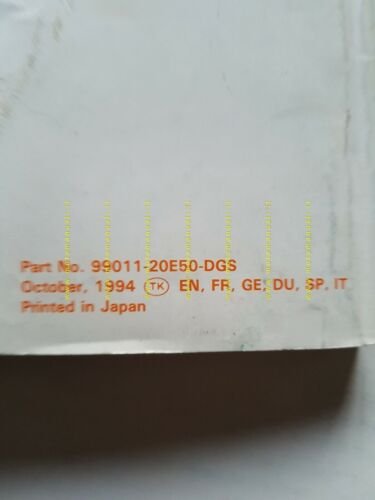 Part No. 99011-20E50-DGS
October, 1994 TK EN, FR, GE, DU, SP, IT
Printed in Japan